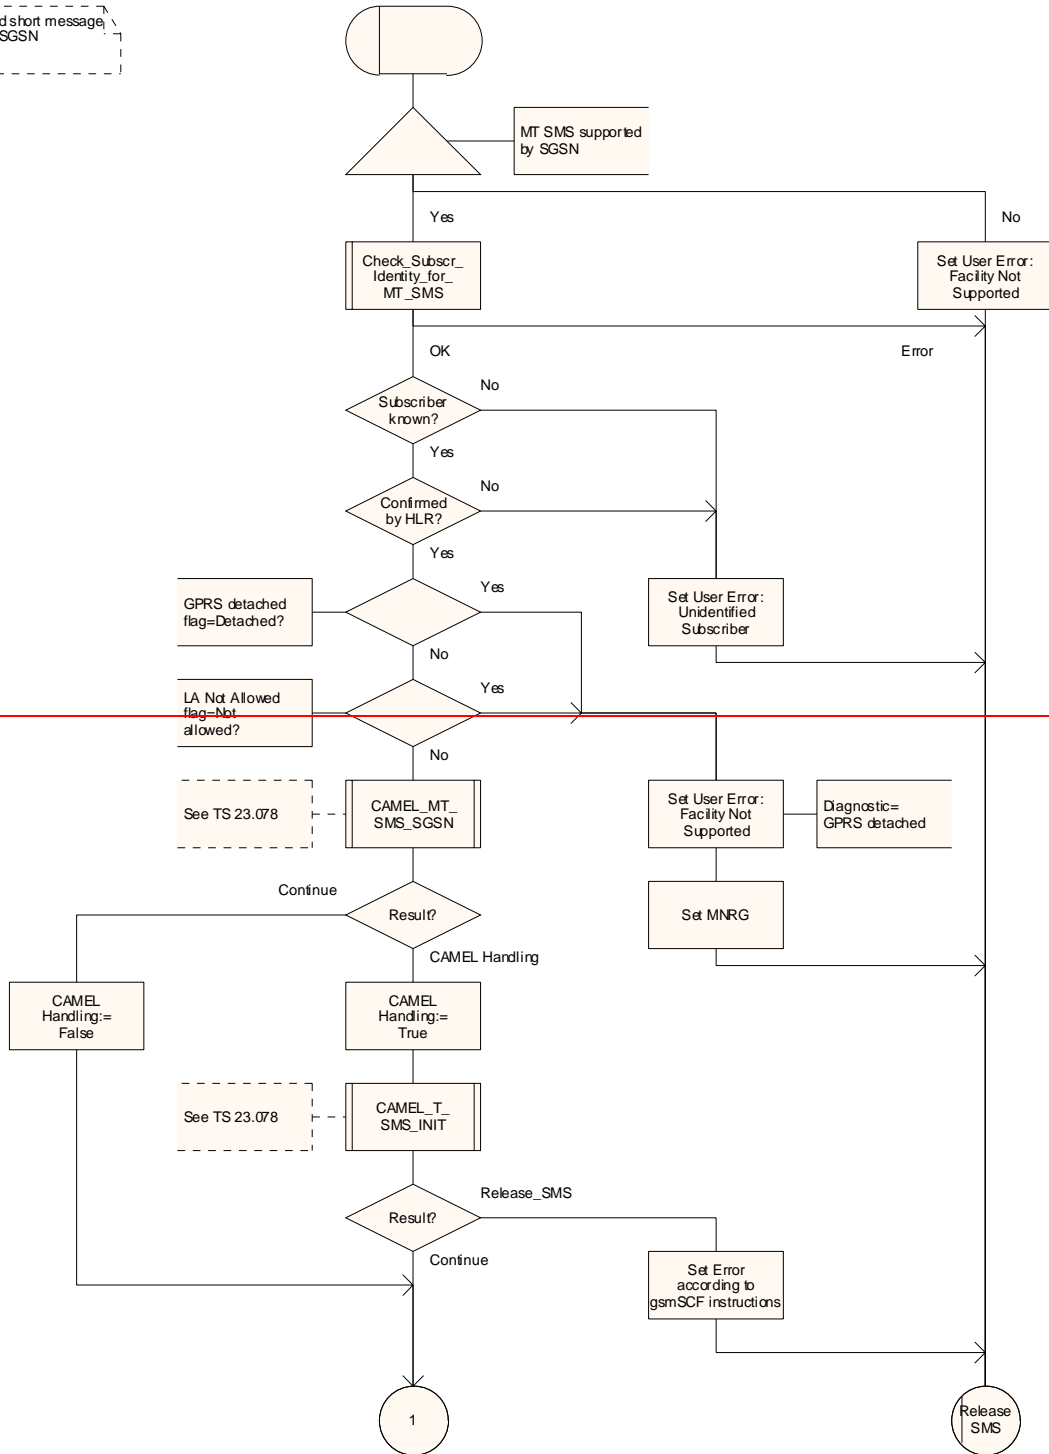 d short message
SGSN
MT SMS supported
by SGSN
Yes
No
Check_Subscr_
Identity_for_
MT_SMS
Set User Error:
Facility Not
Supported
OK
Error
Subscriber
known?
No
Yes
Confirmed
by HLR?
No
Yes
GPRS detached
flag=Detached?
Yes
Set User Error:
Unidentified
Subscriber
No
LA Not Allowed
flag=Not
allowed?
Yes
No
See TS 23.078
CAMEL_MT_
SMS_SGSN
Set User Error:
Facility Not
Supported
Diagnostic=
GPRS detached
Continue
Result?
Set MNRG
CAMEL Handling
CAMEL
Handling:=
False
CAMEL
Handling:=
True
See TS 23.078
CAMEL_T_
SMS_INIT
Release_SMS
Result?
Continue
Set Error
according to
gsmSCF instructions
1
Release
SMS